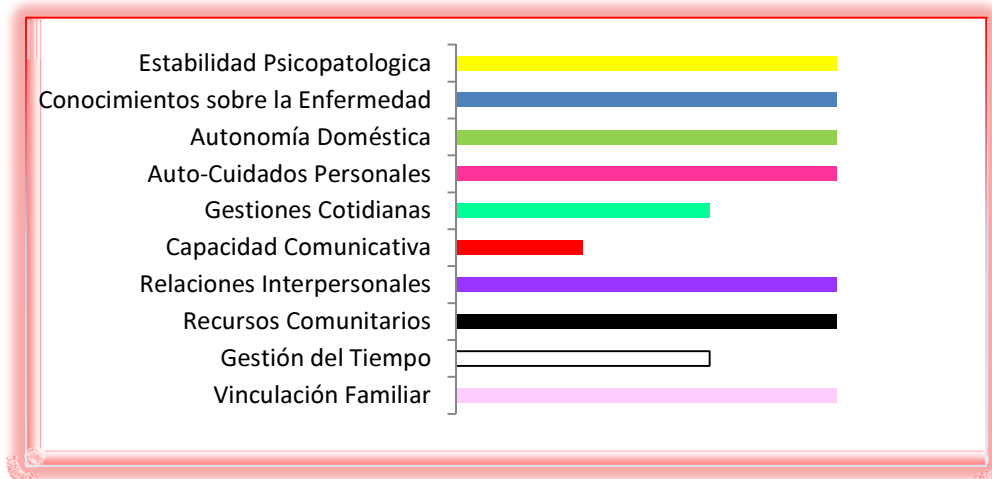 Estabilidad Psicopatologica
Conocimientos sobre la Enfermedad
Autonomía Doméstica
Auto-Cuidados Personales
Gestiones Cotidianas
Capacidad Comunicativa
Relaciones Interpersonales
Recursos Comunitarios
Gestión del Tiempo
Vinculación Familiar